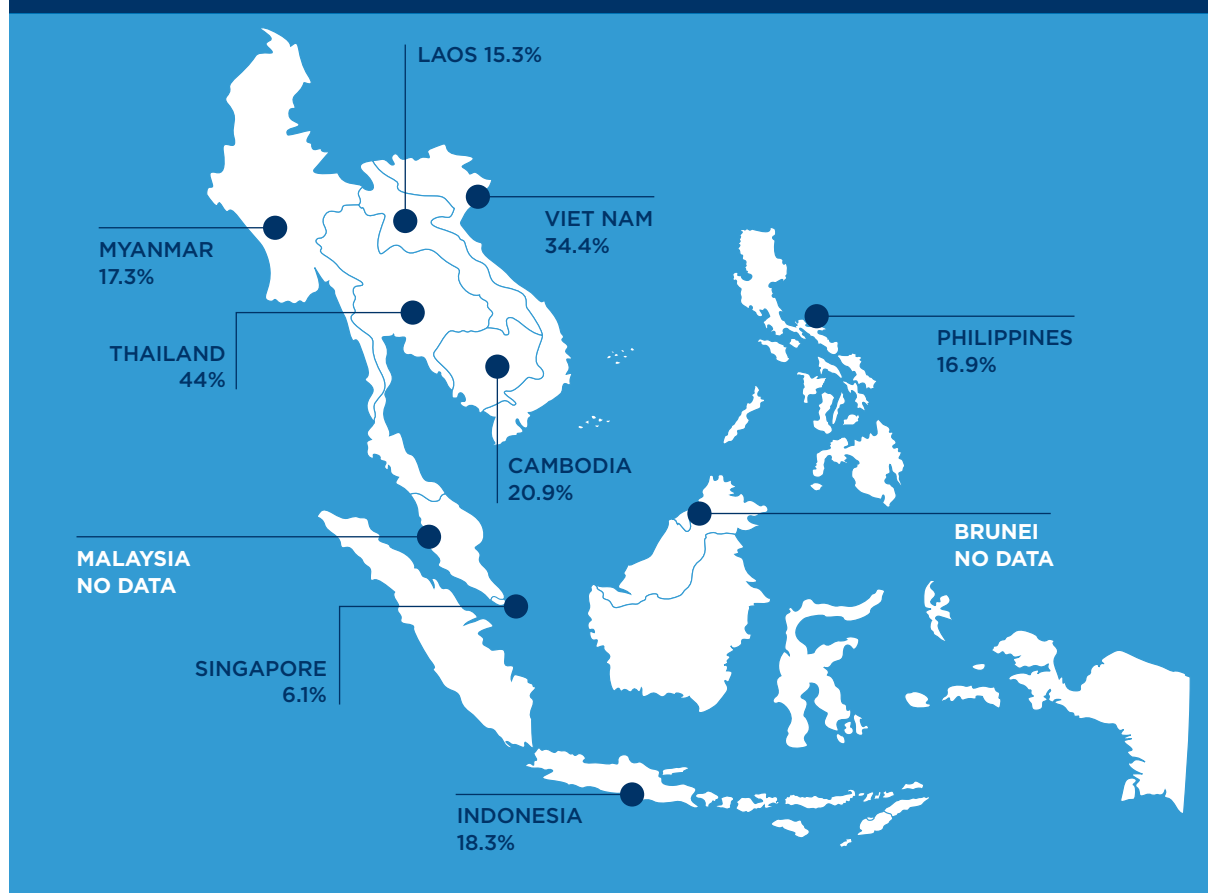 LAOS 15.3%
VIET NAM
34.4%
MYANMAR
17.3%
THAILAND
44%
PHILIPPINES
16.9%
CAMBODIA
20.9%
BRUNEI
NO DATA
MALAYSIA
NO DATA
SINGAPORE
6.1%
INDONESIA
18.3%